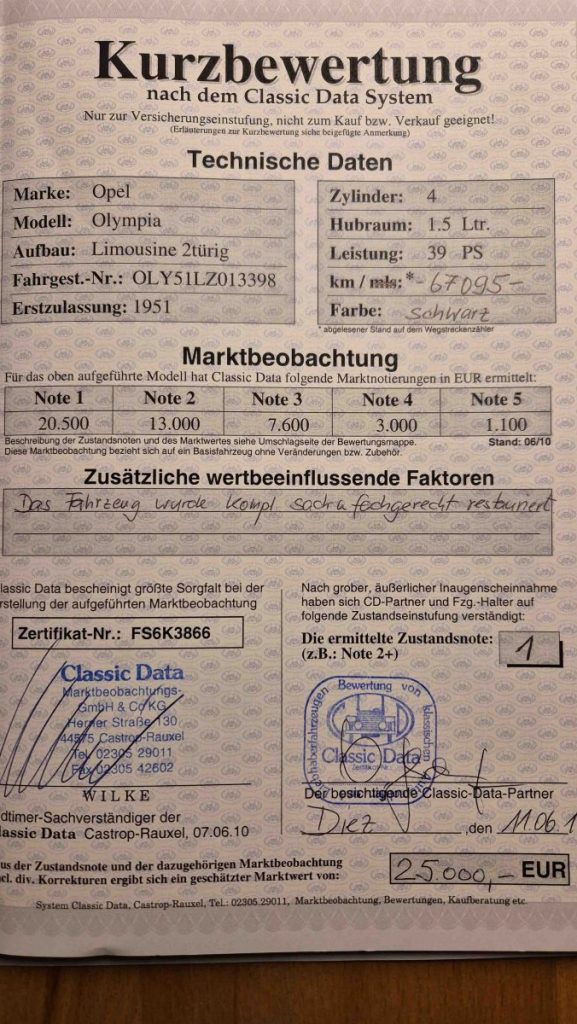 Kurzbewertung
nach dem Classic Data System
Nur zur Versicherungseinstufung, nicht zum Kauf bzw. Verkauf geeignet!
(Erläuterungen zur Kurzbewertung siehe beigefügte Anmerkung)
Technische Daten
Marke: Opel
Modell: Olympia
Aufbau: Limousine 2türig
Fahrgest.-Nr.: OLY51LZ013398
Erstzulassung: 1951
Zylinder: 4
Hubraum: 1.5 Ltr.
Leistung: 39 PS
km / mls:* - 67095 -
Farbe: schwarz
* abgelesener Stand auf dem Wegstreckenzähler
Marktbeobachtung
Für das oben aufgeführte Modell hat Classic Data folgende Marktnotierungen in EUR ermittelt:
Note 1 Note 2 Note 3 Note 4 Note 5
20.500 13.000 7.600 3.000 1.100
Beschreibung der Zustandsnoten und des Marktwertes siehe Umschlagseite der Bewertungsmappe. Stand: 06/10
Diese Marktbeobachtung bezieht sich auf ein Basisfahrzeug ohne Veränderungen bzw. Zubehör.
Zusätzliche wertbeeinflussende Faktoren
Das Fahrzeug wurde kompl sach u fachgerecht restauriert
lassic Data bescheinigt größte Sorgfalt bei der
rstellung der aufgeführten Marktbeobachtung
Zertifikat-Nr.: FS6K3866
Classic Data
Marktbeobachtungs-
GmbH & Co KG
Herner Straße 130
44575 Castrop-Rauxel
Tel. 02305 29011
Fax 02305 42602
WILKE
dtimer-Sachverständiger der
lassic Data Castrop-Rauxel, 07.06.10
Nach grober, äußerlicher Inaugenscheinnahme
haben sich CD-Partner und Fzg.-Halter auf
folgende Zustandseinstufung verständigt:
Die ermittelte Zustandsnote:
(z.B.: Note 2+)
1
Bewertung von klassischen
Classic Data
Der besichtigende Classic-Data-Partner
Diez, den 11.06.1
us der Zustandsnote und der dazugehörigen Marktbeobachtung
cl. div. Korrekturen ergibt sich ein geschätzter Marktwert von:
25.000,- EUR
System Classic Data, Castrop-Rauxel, Tel.: 02305.29011, Marktbeobachtung, Bewertungen, Kaufberatung etc.